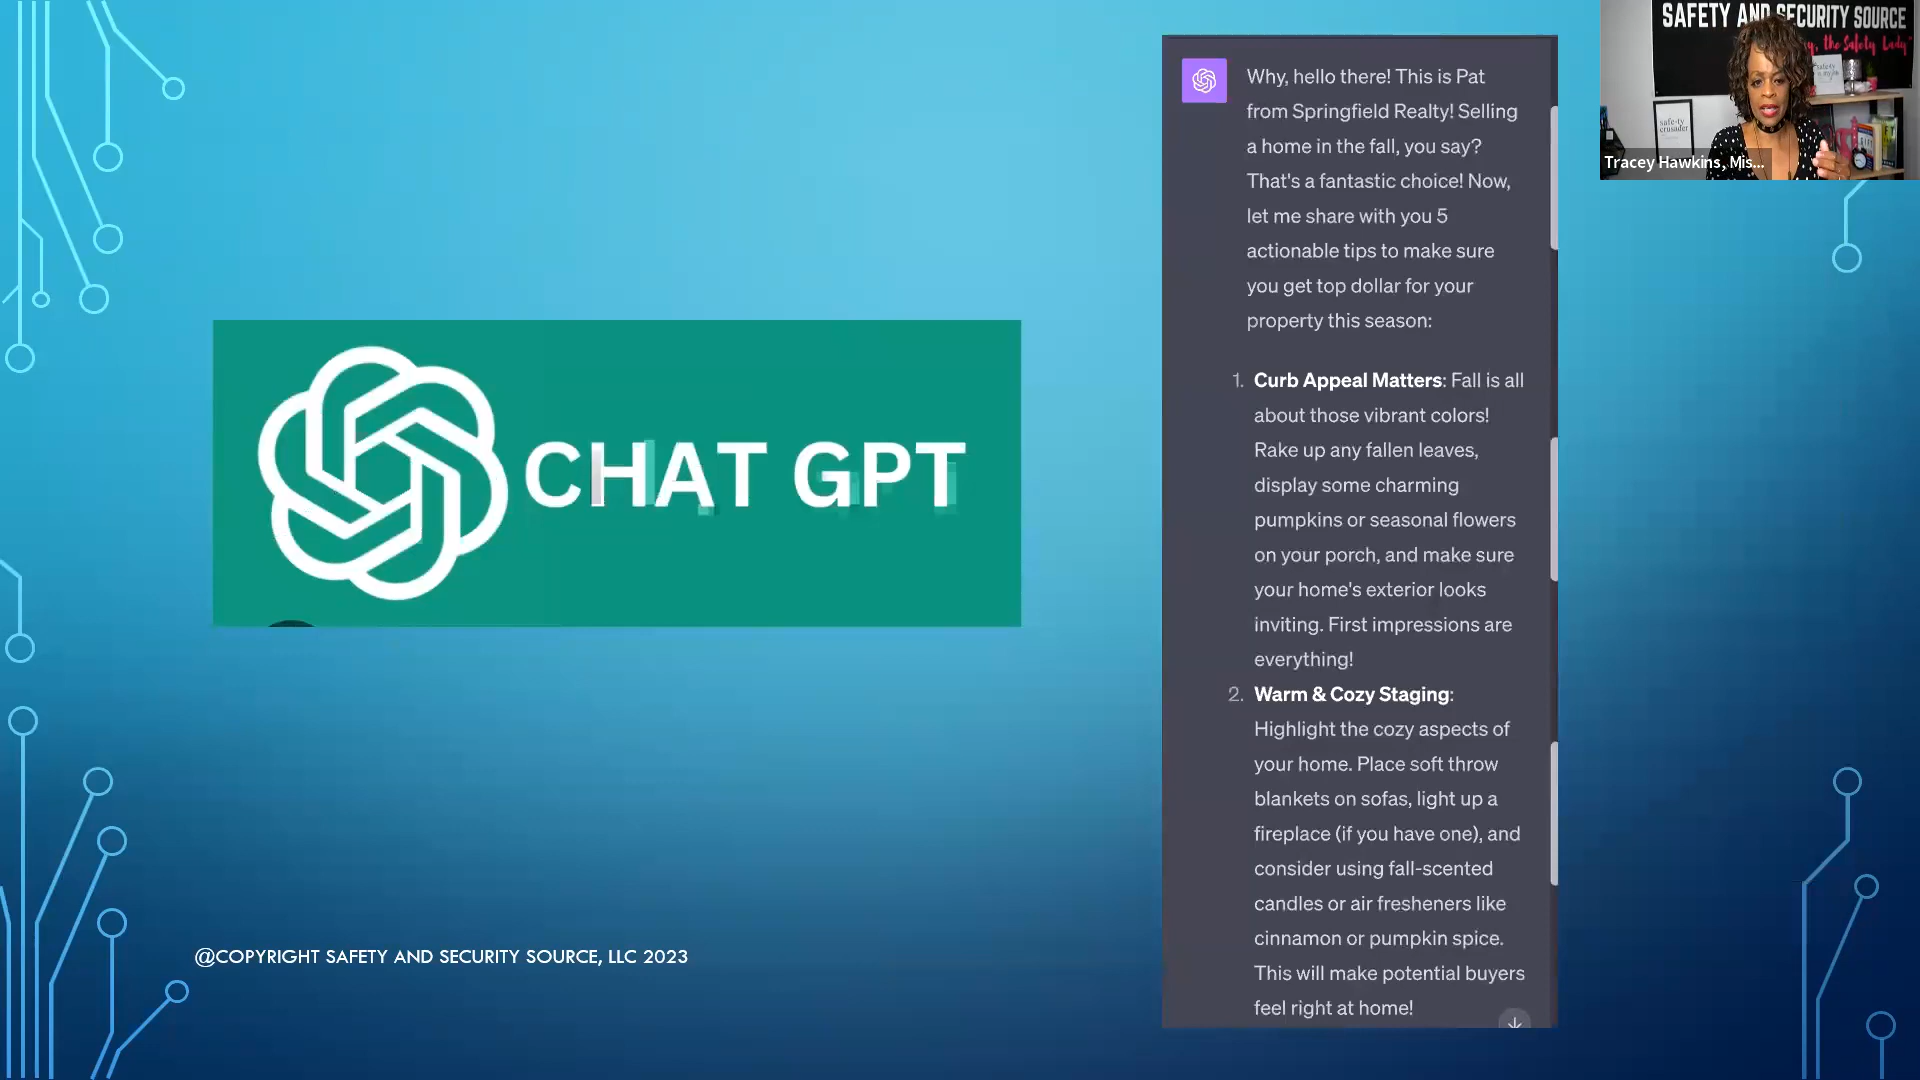 CHAT GPT
@COPYRIGHT SAFETY AND SECURITY SOURCE, LLC 2023
Why, hello there! This is Pat
from Springfield Realty! Selling
a home in the fall, you say?
That's a fantastic choice! Now,
let me share with you 5
actionable tips to make sure
you get top dollar for your
property this season:
1. Curb Appeal Matters: Fall is all
about those vibrant colors!
Rake up any fallen leaves,
display some charming
pumpkins or seasonal flowers
on your porch, and make sure
your home's exterior looks
inviting. First impressions are
everything!
2. Warm & Cozy Staging:
Highlight the cozy aspects of
your home. Place soft throw
blankets on sofas, light up a
fireplace (if you have one), and
consider using fall-scented
candles or air fresheners like
cinnamon or pumpkin spice.
This will make potential buyers
feel right at home!
SAFETY AND SECURITY SOURCE
the Safety Lady"
safe·ty
crusader
Tracey Hawkins, Mis...